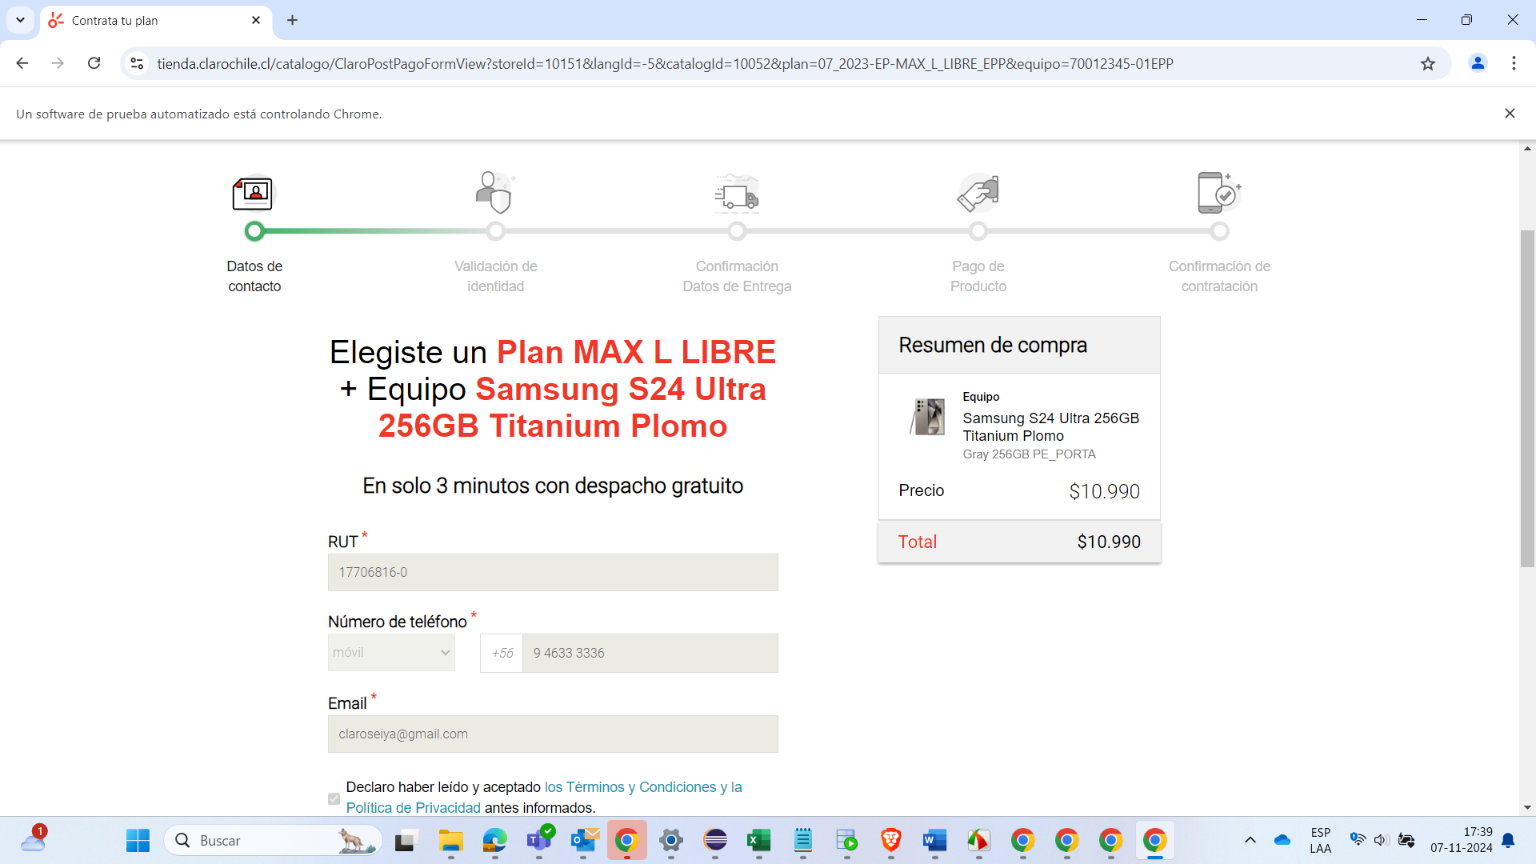 Contrata tu plan
tienda.clarochile.cl/catalogo/ClaroPostPagoFormView?storeId=10151&langId=-5&catalogId=10052&plan=07_2023-EP-MAX_L_LIBRE_EPP&equipo=70012345-01EPP
Un software de prueba automatizado está controlando Chrome.
Datos de
contacto
Validación de
identidad
Confirmación
Datos de Entrega
Pago de
Producto
Confirmación de
contratación
Elegiste un Plan MAX L LIBRE
+ Equipo Samsung S24 Ultra
256GB Titanium Plomo
En solo 3 minutos con despacho gratuito
RUT *
17706816-0
Número de teléfono *
móvil
+56
9 4633 3336
Email *
claroseiya@gmail.com
Declaro haber leído y aceptado los Términos y Condiciones y la
Política de Privacidad antes informados.
Resumen de compra
Equipo
Samsung S24 Ultra 256GB
Titanium Plomo
Gray 256GB PE_PORTA
Precio $10.990
Total $10.990
1
Buscar
ESP
LAA
17:39
07-11-2024